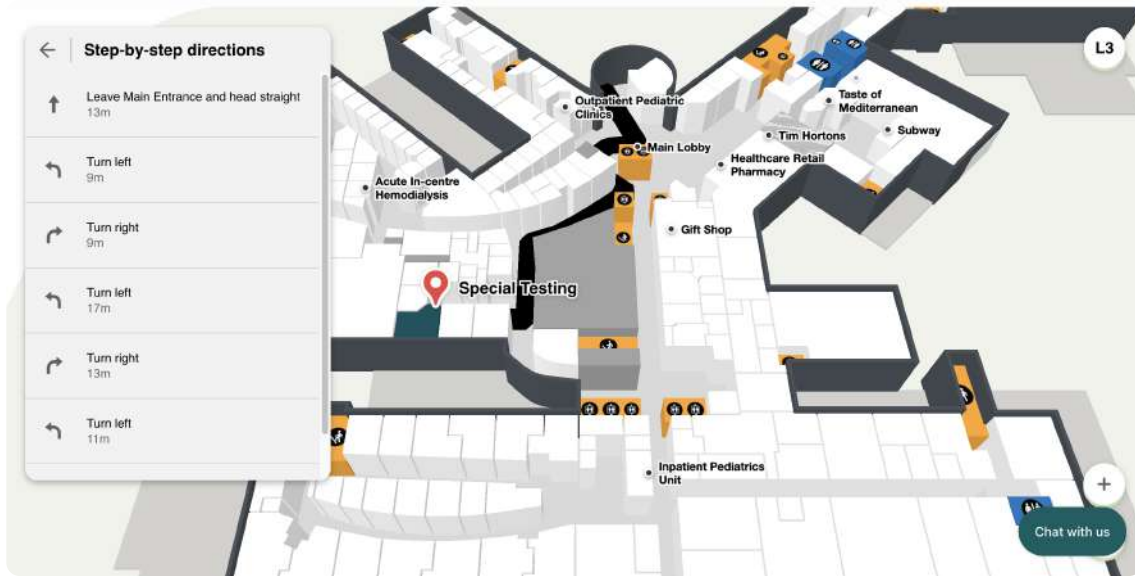 Step-by-step directions
Leave Main Entrance and head straight
13m
Turn left
9m
Turn right
9m
Turn left
17m
Turn right
13m
Turn left
11m
L3
Outpatient Pediatric
Clinics
Main Lobby
Taste of
Mediterranean
Tim Hortons
Subway
Healthcare Retail
Pharmacy
Acute In-centre
Hemodialysis
Gift Shop
Special Testing
Inpatient Pediatrics
Unit
+
Chat with us